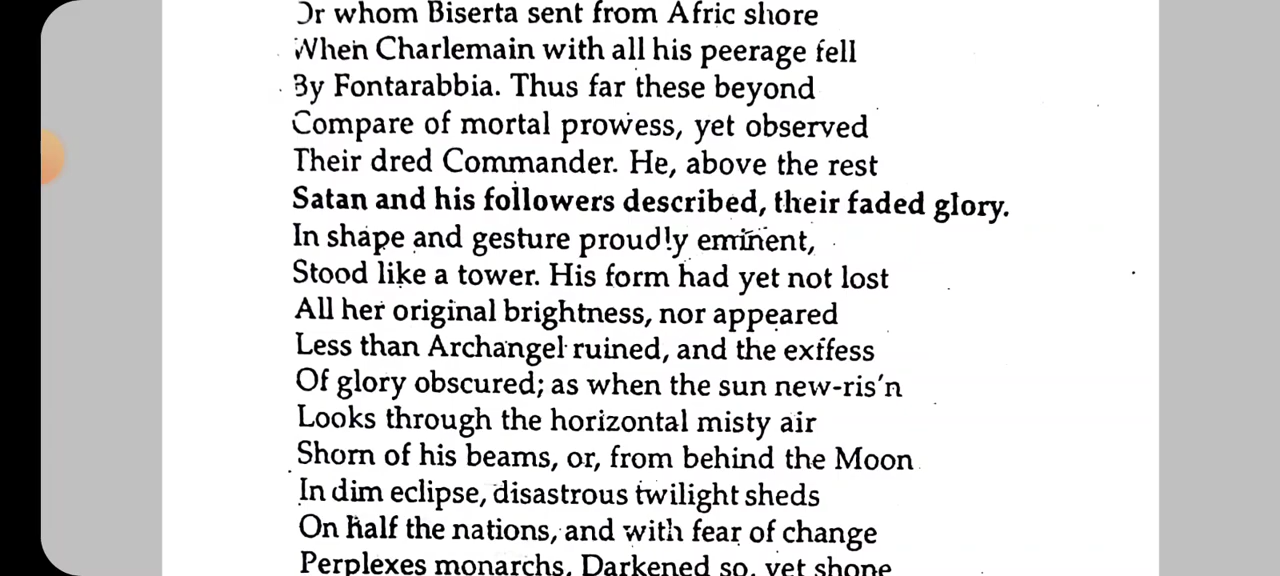 Or whom Biserta sent from Afric shore
When Charlemain with all his peerage fell
By Fontarabbia. Thus far these beyond
Compare of mortal prowess, yet observed
Their dred Commander. He, above the rest
Satan and his followers described, their faded glory.
In shape and gesture proudly eminent,
Stood like a tower. His form had yet not lost
All her original brightness, nor appeared
Less than Archangel ruined, and the exffess
Of glory obscured; as when the sun new-ris'n
Looks through the horizontal misty air
Shorn of his beams, or, from behind the Moon
In dim eclipse, disastrous twilight sheds
On half the nations, and with fear of change
Perplexes monarchs. Darkened so, yet shone